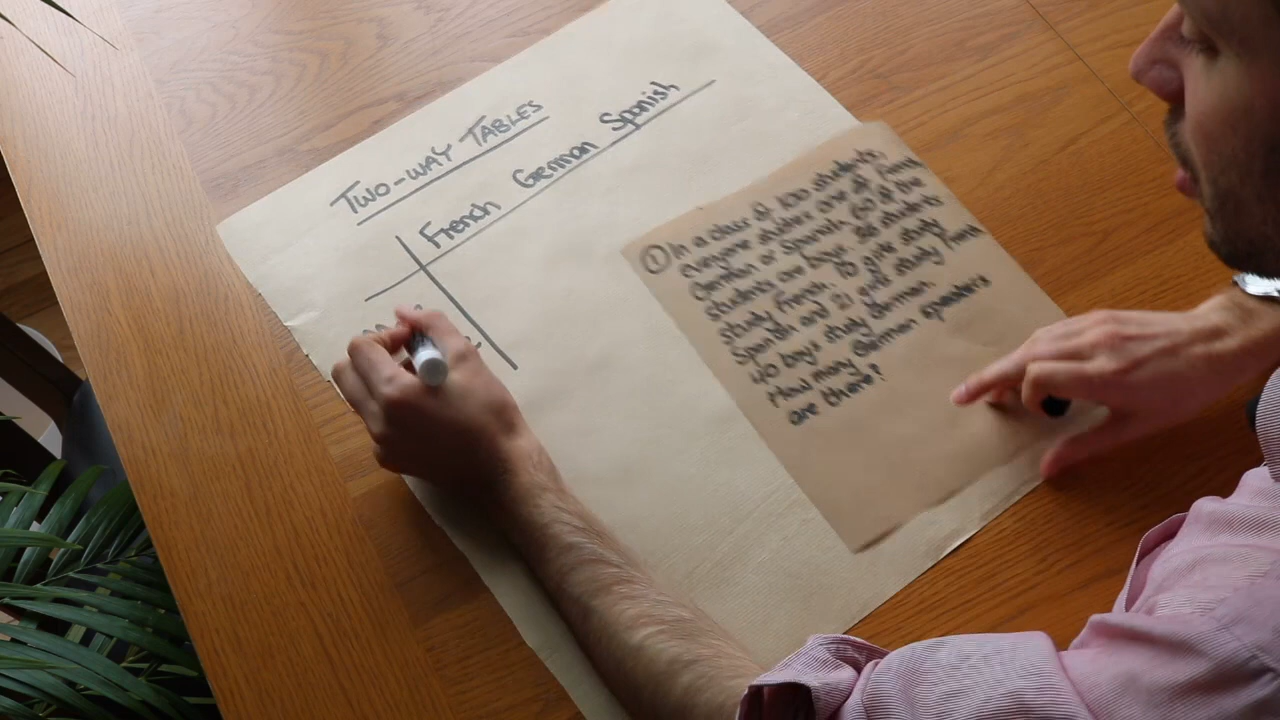 TWO-WAY TABLES
French German Spanish
① In a class of 100 students
everyone studies one of French
German or Spanish. 60 of the
students are boys. 38 students
study French. 10 girls study
Spanish and 12 girls study French
40 boys study German.
How many German speakers
are there?